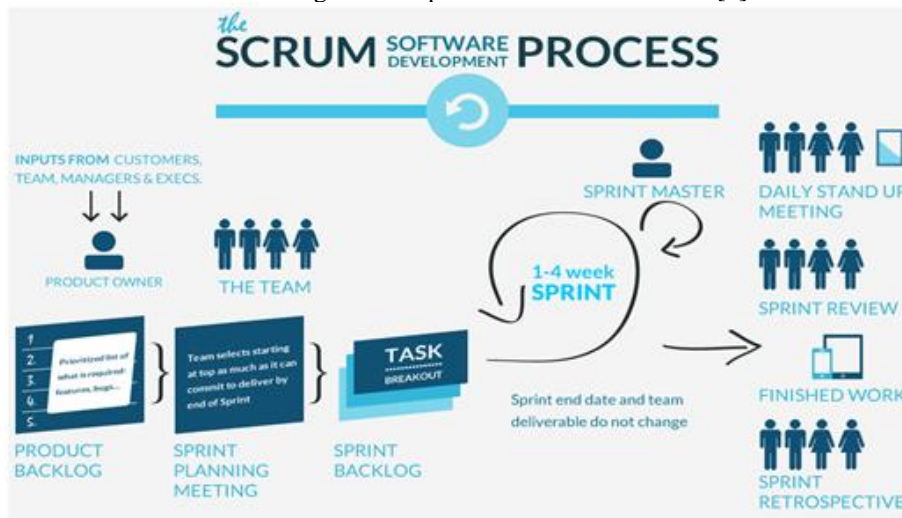 the
SCRUM SOFTWARE DEVELOPMENT PROCESS
INPUTS FROM CUSTOMERS,
TEAM, MANAGERS & EXECS.
PRODUCT OWNER
THE TEAM
1
2.
3.
4.
5.
Prioritized list of
what is required:
features, bugs...
PRODUCT
BACKLOG
Team selects starting
at top as much as it can
commit to deliver by
end of Sprint
SPRINT
PLANNING
MEETING
TASK
BREAKOUT
SPRINT
BACKLOG
SPRINT MASTER
1-4 week
SPRINT
Sprint end date and team
deliverable do not change
DAILY STAND UP
MEETING
SPRINT REVIEW
FINISHED WORK
SPRINT
RETROSPECTIVE